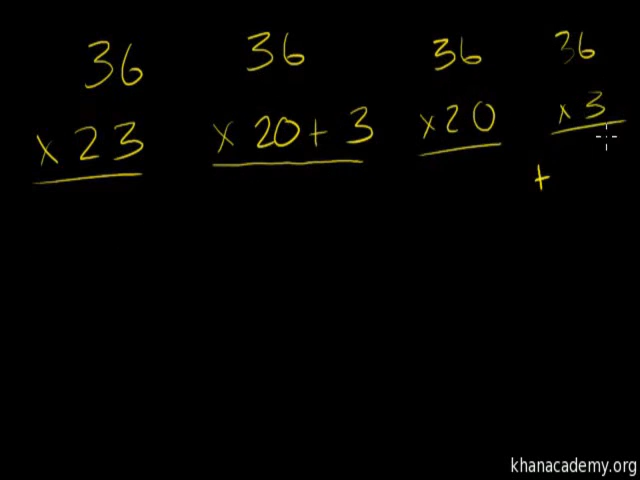 36 36 36 36
x 23 x 20 + 3 x 20 x 3
+
khanacademy.org